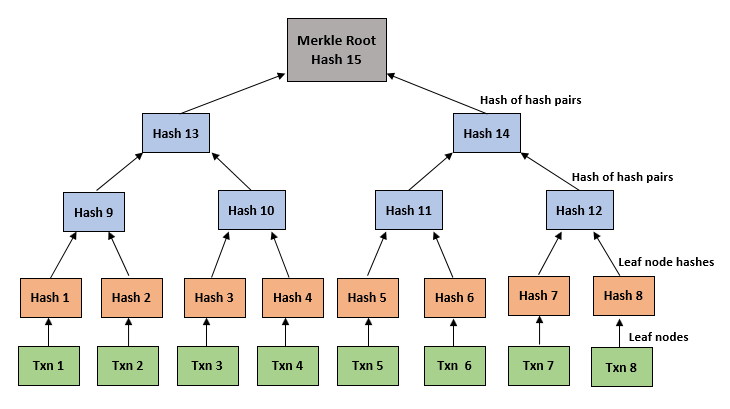 Merkle Root
Hash 15
Hash of hash pairs
Hash 13
Hash 14
Hash of hash pairs
Hash 9
Hash 10
Hash 11
Hash 12
Leaf node hashes
Hash 1
Hash 2
Hash 3
Hash 4
Hash 5
Hash 6
Hash 7
Hash 8
Leaf nodes
Txn 1
Txn 2
Txn 3
Txn 4
Txn 5
Txn 6
Txn 7
Txn 8